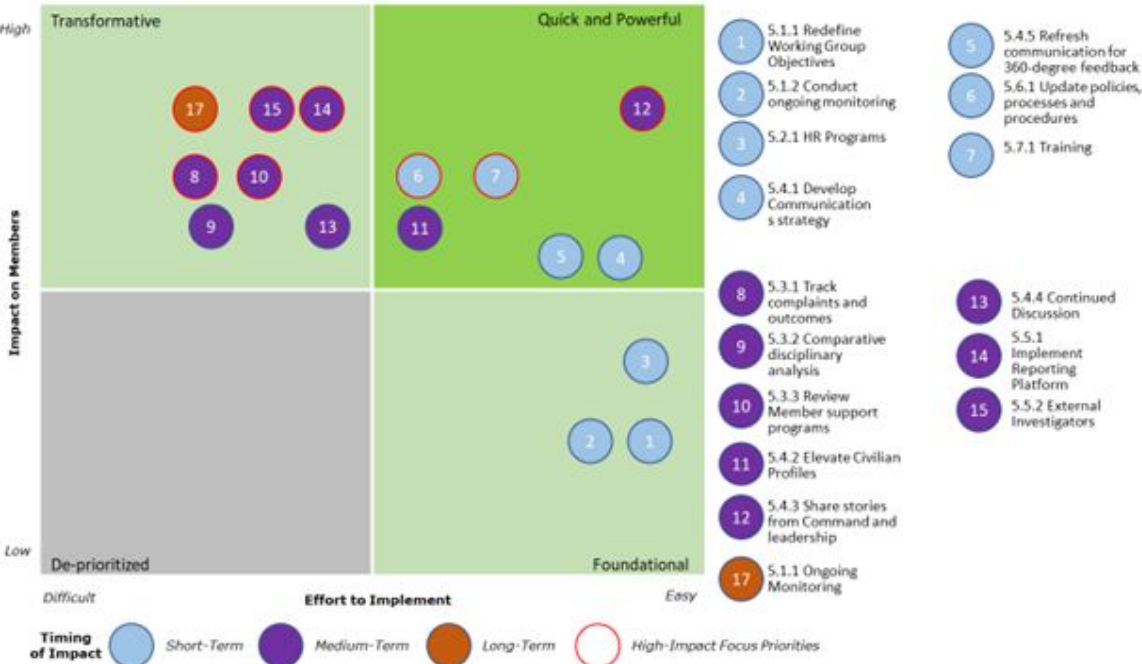 High
Transformative
Quick and Powerful
17
15
14
12
8
10
6
7
9
13
11
5
4
3
2
1
Impact on Members
Low
De-prioritized
Foundational
Difficult
Effort to Implement
Easy
1
5.1.1 Redefine
Working Group
Objectives
2
5.1.2 Conduct
ongoing monitoring
3
5.2.1 HR Programs
4
5.4.1 Develop
Communication
s strategy
5
5.4.5 Refresh
communication for
360-degree feedback
6
5.6.1 Update policies,
processes and
procedures
7
5.7.1 Training
8
5.3.1 Track
complaints and
outcomes
9
5.3.2 Comparative
disciplinary
analysis
10
5.3.3 Review
Member support
programs
11
5.4.2 Elevate Civilian
Profiles
12
5.4.3 Share stories
from Command and
leadership
17
5.1.1 Ongoing
Monitoring
13
5.4.4 Continued
Discussion
14
5.5.1
Implement
Reporting
Platform
15
5.5.2 External
Investigators
Timing
of Impact
Short-Term
Medium-Term
Long-Term
High-Impact Focus Priorities